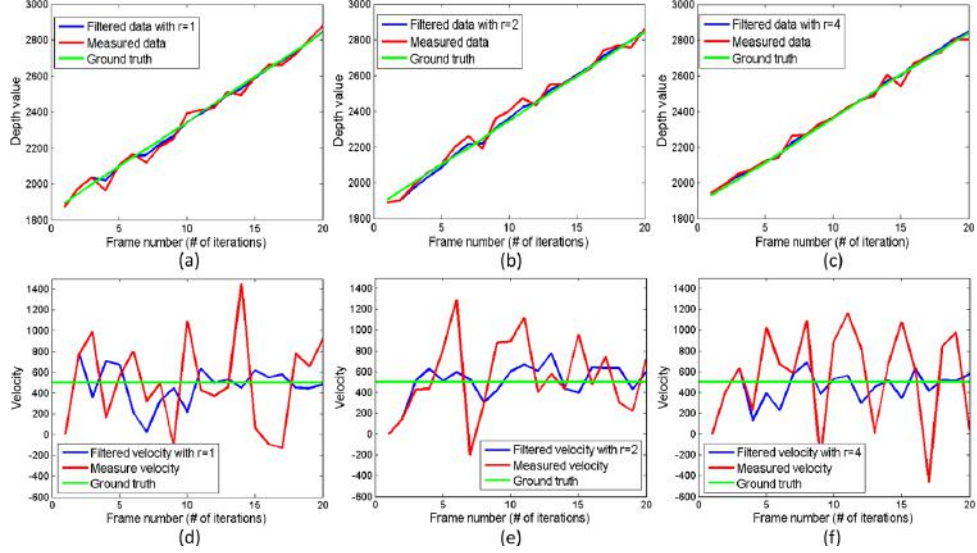 3000
2800
2600
2400
2200
2000
1800
Depth value
Filtered data with r=1
Measured data
Ground truth
5
10
15
20
Frame number (# of iterations)
(a)
3000
2800
2600
2400
2200
2000
1800
Depth value
Filtered data with r=2
Measured data
Ground truth
0
5
10
15
20
Frame number (# of iterations)
(b)
3000
2800
2600
2400
2200
2000
1800
Depth value
Filtered data with r=4
Measured data
Ground truth
0
5
10
15
20
Frame number (# of iterations)
(c)
1400
1200
1000
800
600
400
200
0
-200
-400
-600
Velocity
Filtered velocity with r=1
Measure velocity
Ground truth
0
5
10
15
20
Frame number (# of iterations)
(d)
1400
1200
1000
800
600
400
200
0
-200
-400
-600
Velocity
Filtered velocity with r=2
Measured velocity
Ground truth
0
5
10
15
20
Frame number (# of iterations)
(e)
1400
1200
1000
800
600
400
200
0
-200
-400
-600
Velocity
Filtered velocity with r=4
Measured velocity
Ground truth
0
5
10
15
20
Frame number (# of iterations)
(f)